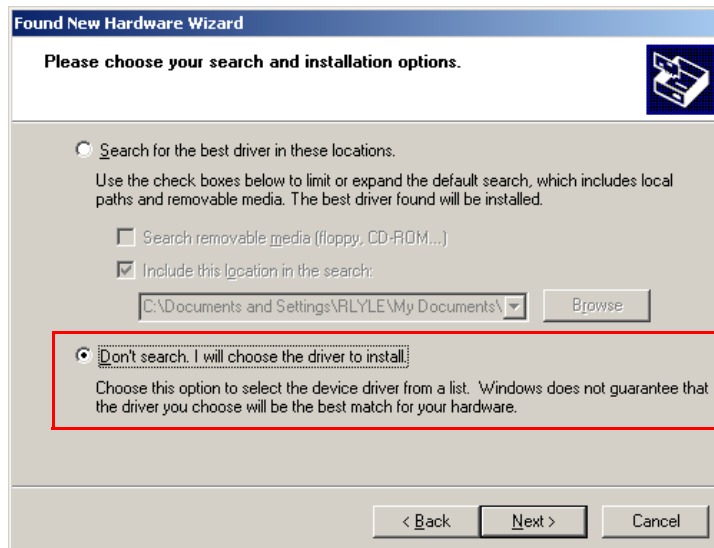 Found New Hardware Wizard
Please choose your search and installation options.
Search for the best driver in these locations.
Use the check boxes below to limit or expand the default search, which includes local
paths and removable media. The best driver found will be installed.
Search removable media (floppy, CD-ROM...)
Include this location in the search:
C:\Documents and Settings\RLYLE\My Documents\
Browse
Don't search. I will choose the driver to install.
Choose this option to select the device driver from a list. Windows does not guarantee that
the driver you choose will be the best match for your hardware.
< Back
Next >
Cancel